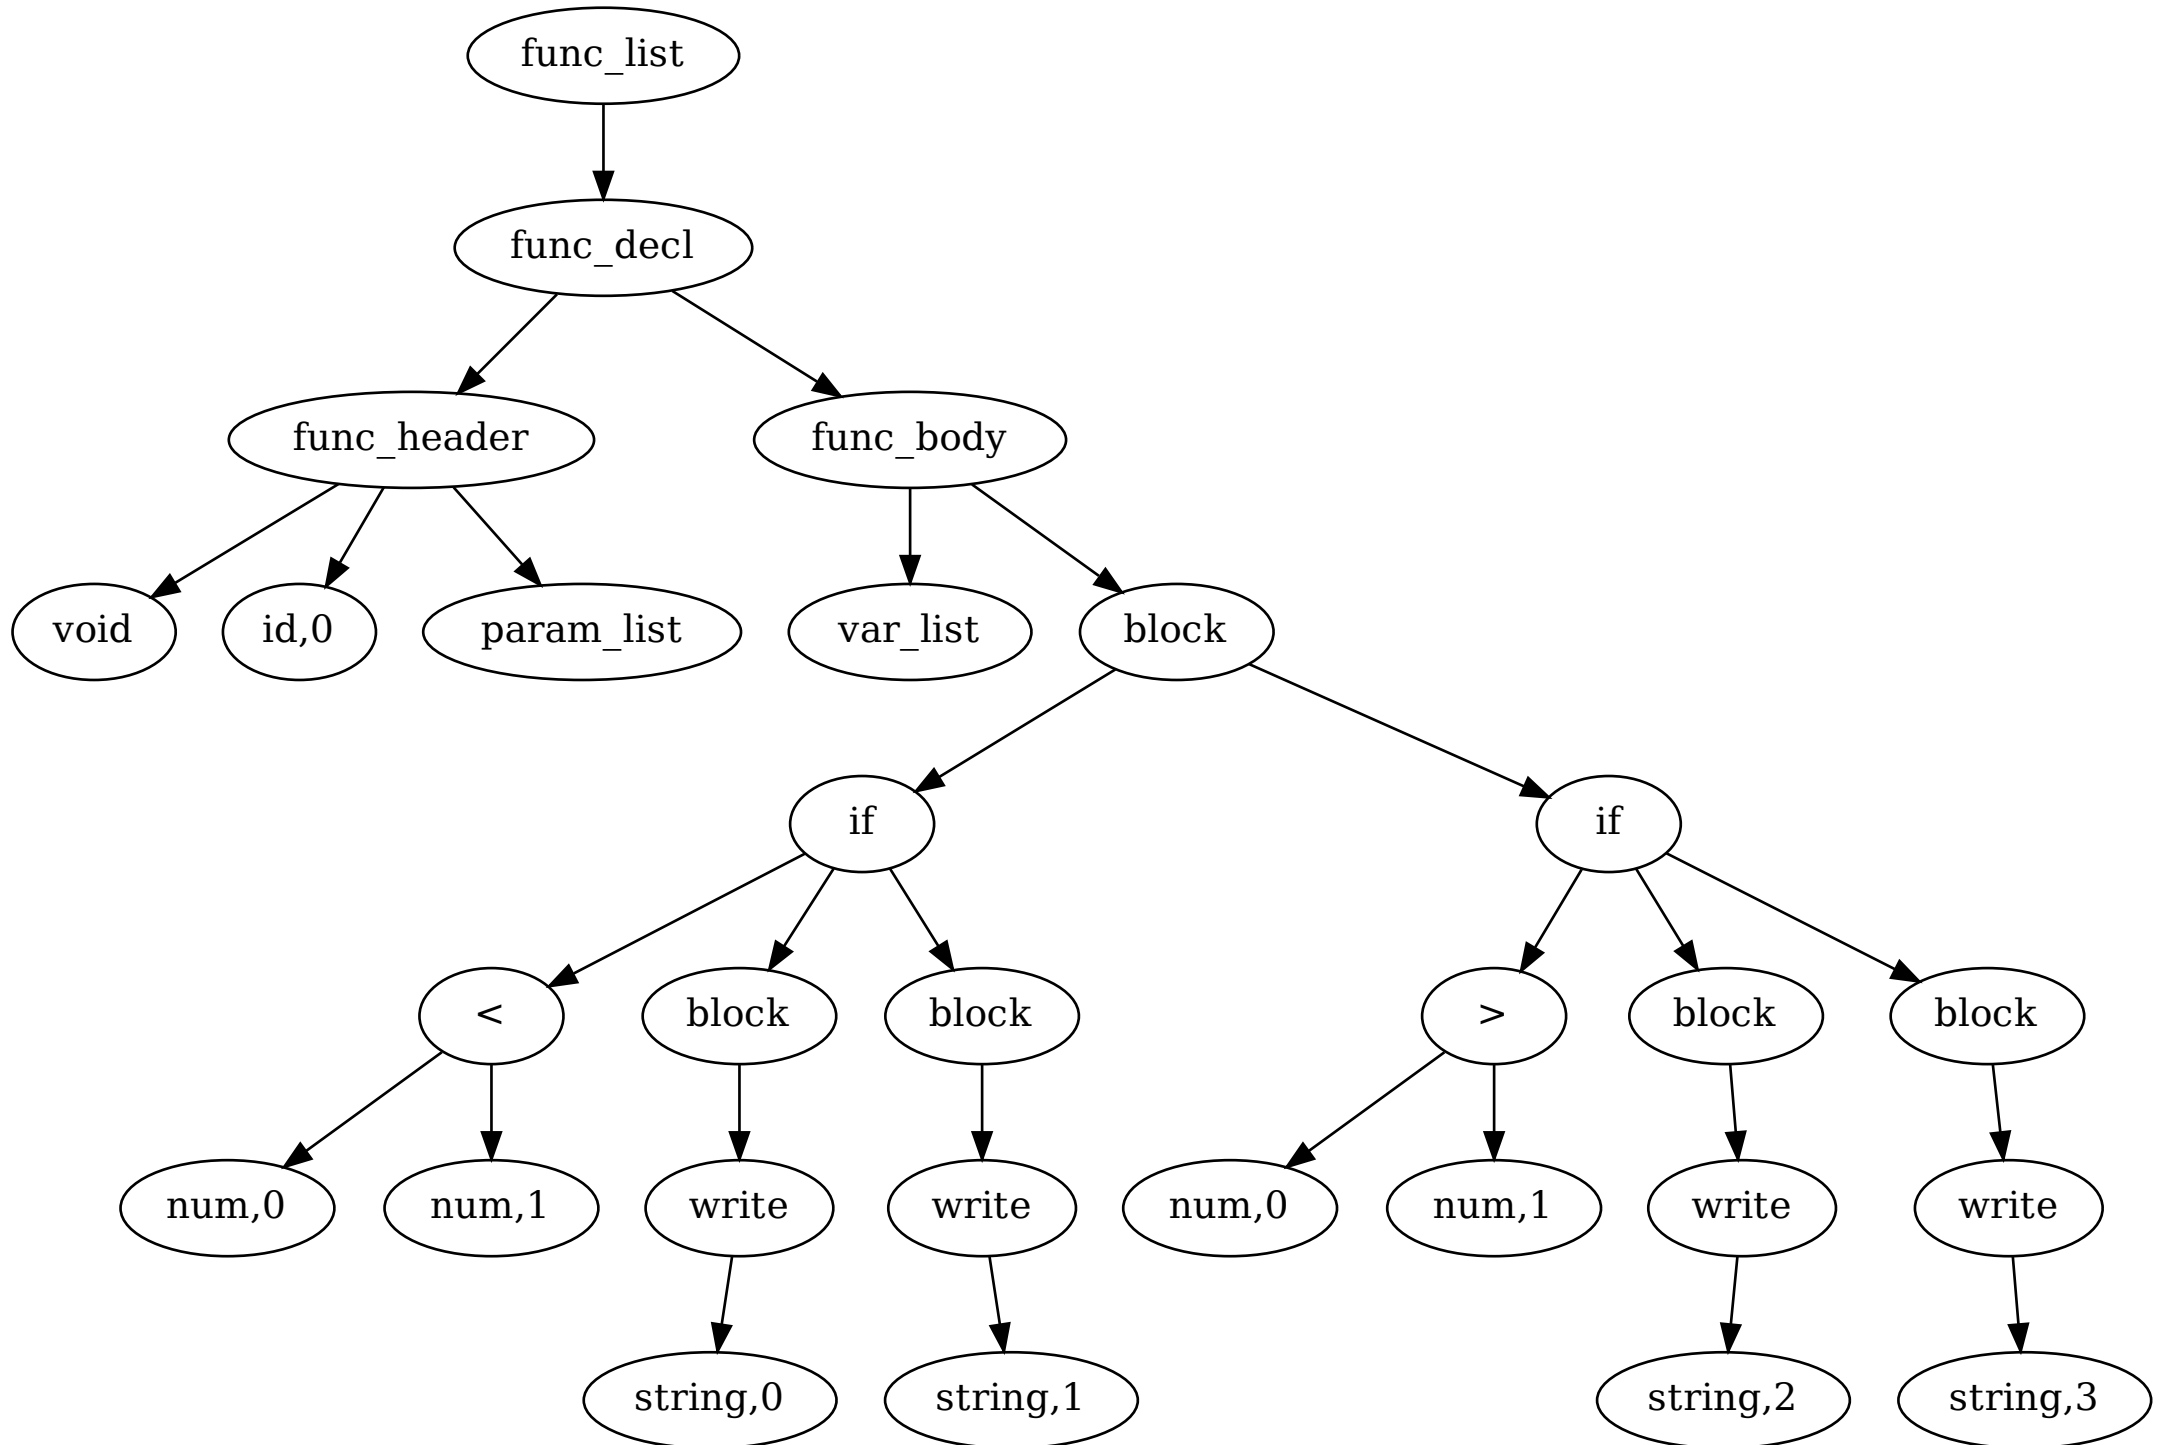 func_list
func_decl
func_header
func_body
void
id,0
param_list
var_list
block
if
if
<
block
block
>
block
block
num,0
num,1
write
write
num,0
num,1
write
write
string,0
string,1
string,2
string,3